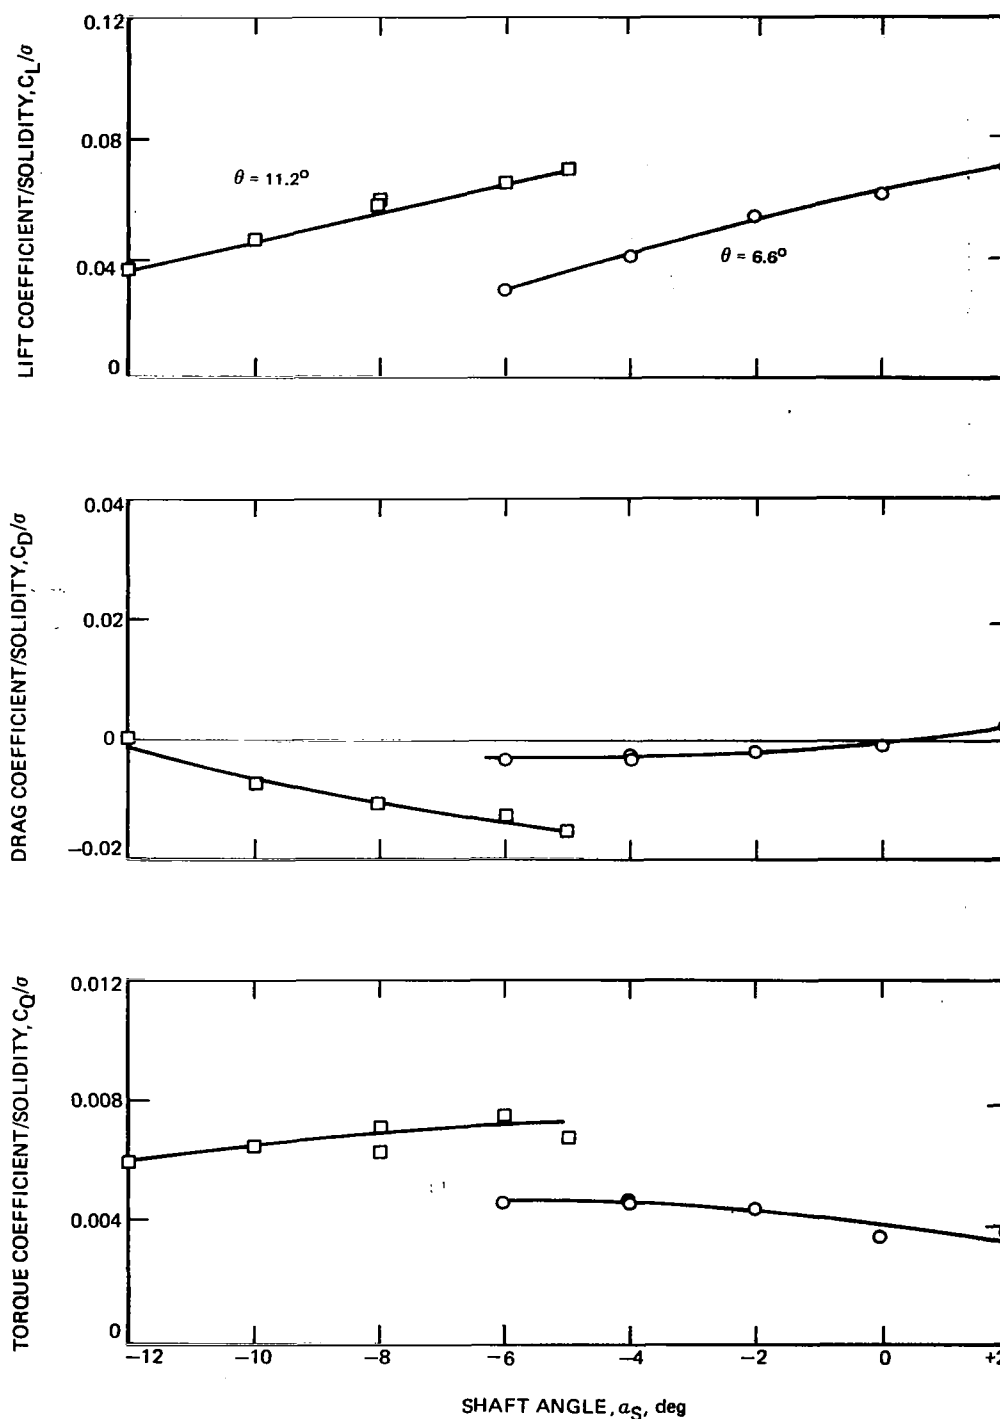 LIFT COEFFICIENT/SOLIDITY, C_L/σ
0.12
0.08
0.04
0
θ = 11.2°
θ = 6.6°
DRAG COEFFICIENT/SOLIDITY, C_D/σ
0.04
0.02
0
−0.02
TORQUE COEFFICIENT/SOLIDITY, C_Q/σ
0.012
0.008
0.004
0
−12 −10 −8 −6 −4 −2 0 +2
SHAFT ANGLE, α_S, deg